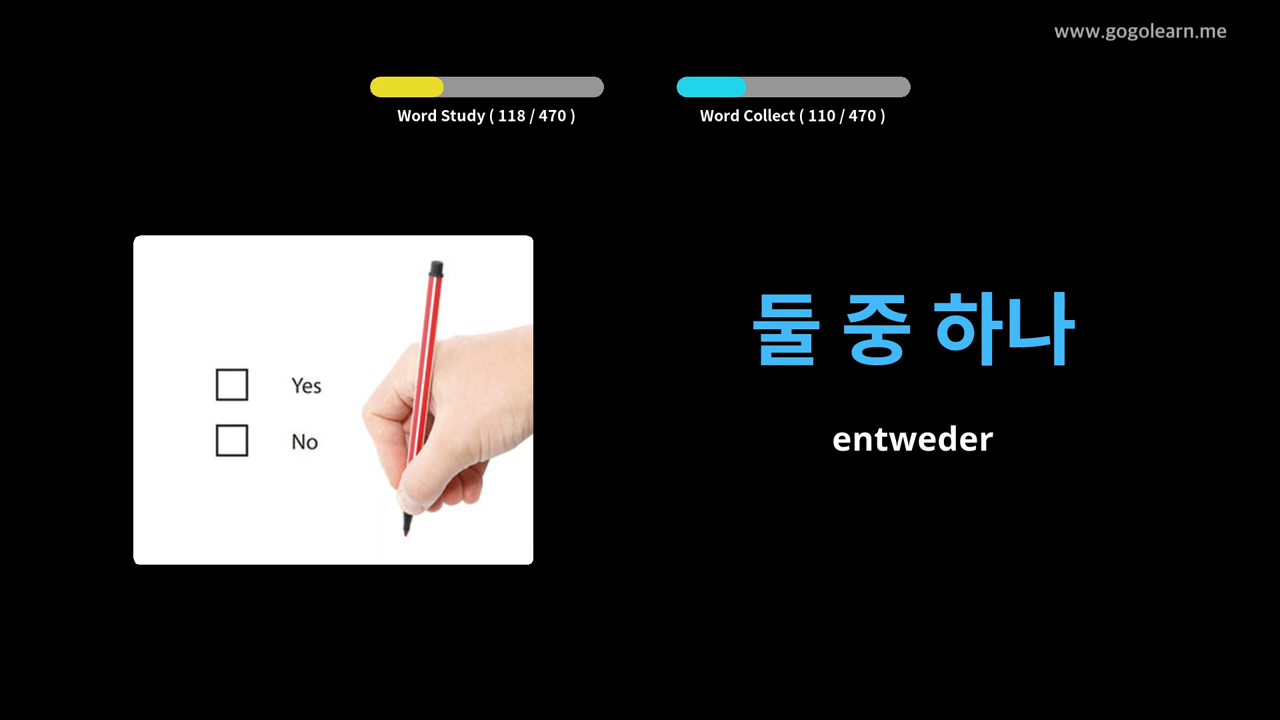 www.gogolearn.me
Word Study ( 118 / 470 )
Word Collect ( 110 / 470 )
Yes
No
둘 중 하나
entweder